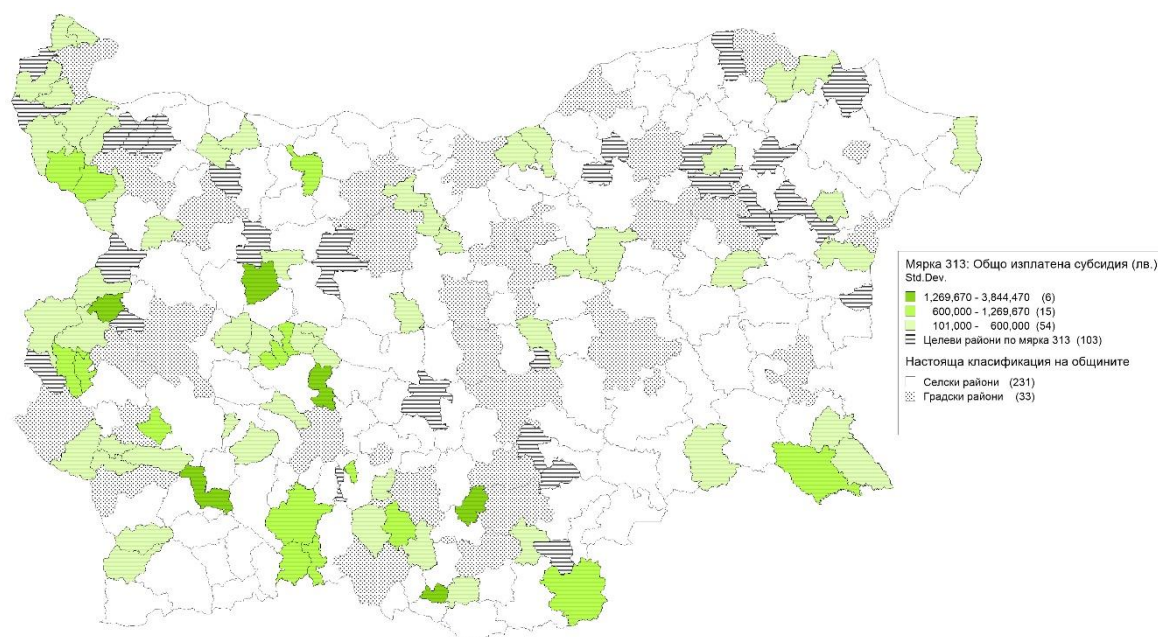 Мярка 313: Общо изплатена субсидия (лв.)
Std.Dev.
1,269,670 - 3,844,470 (6)
600,000 - 1,269,670 (15)
101,000 - 600,000 (54)
Целеви райони по мярка 313 (103)
Настояща класификация на общините
Селски райони (231)
Градски райони (33)